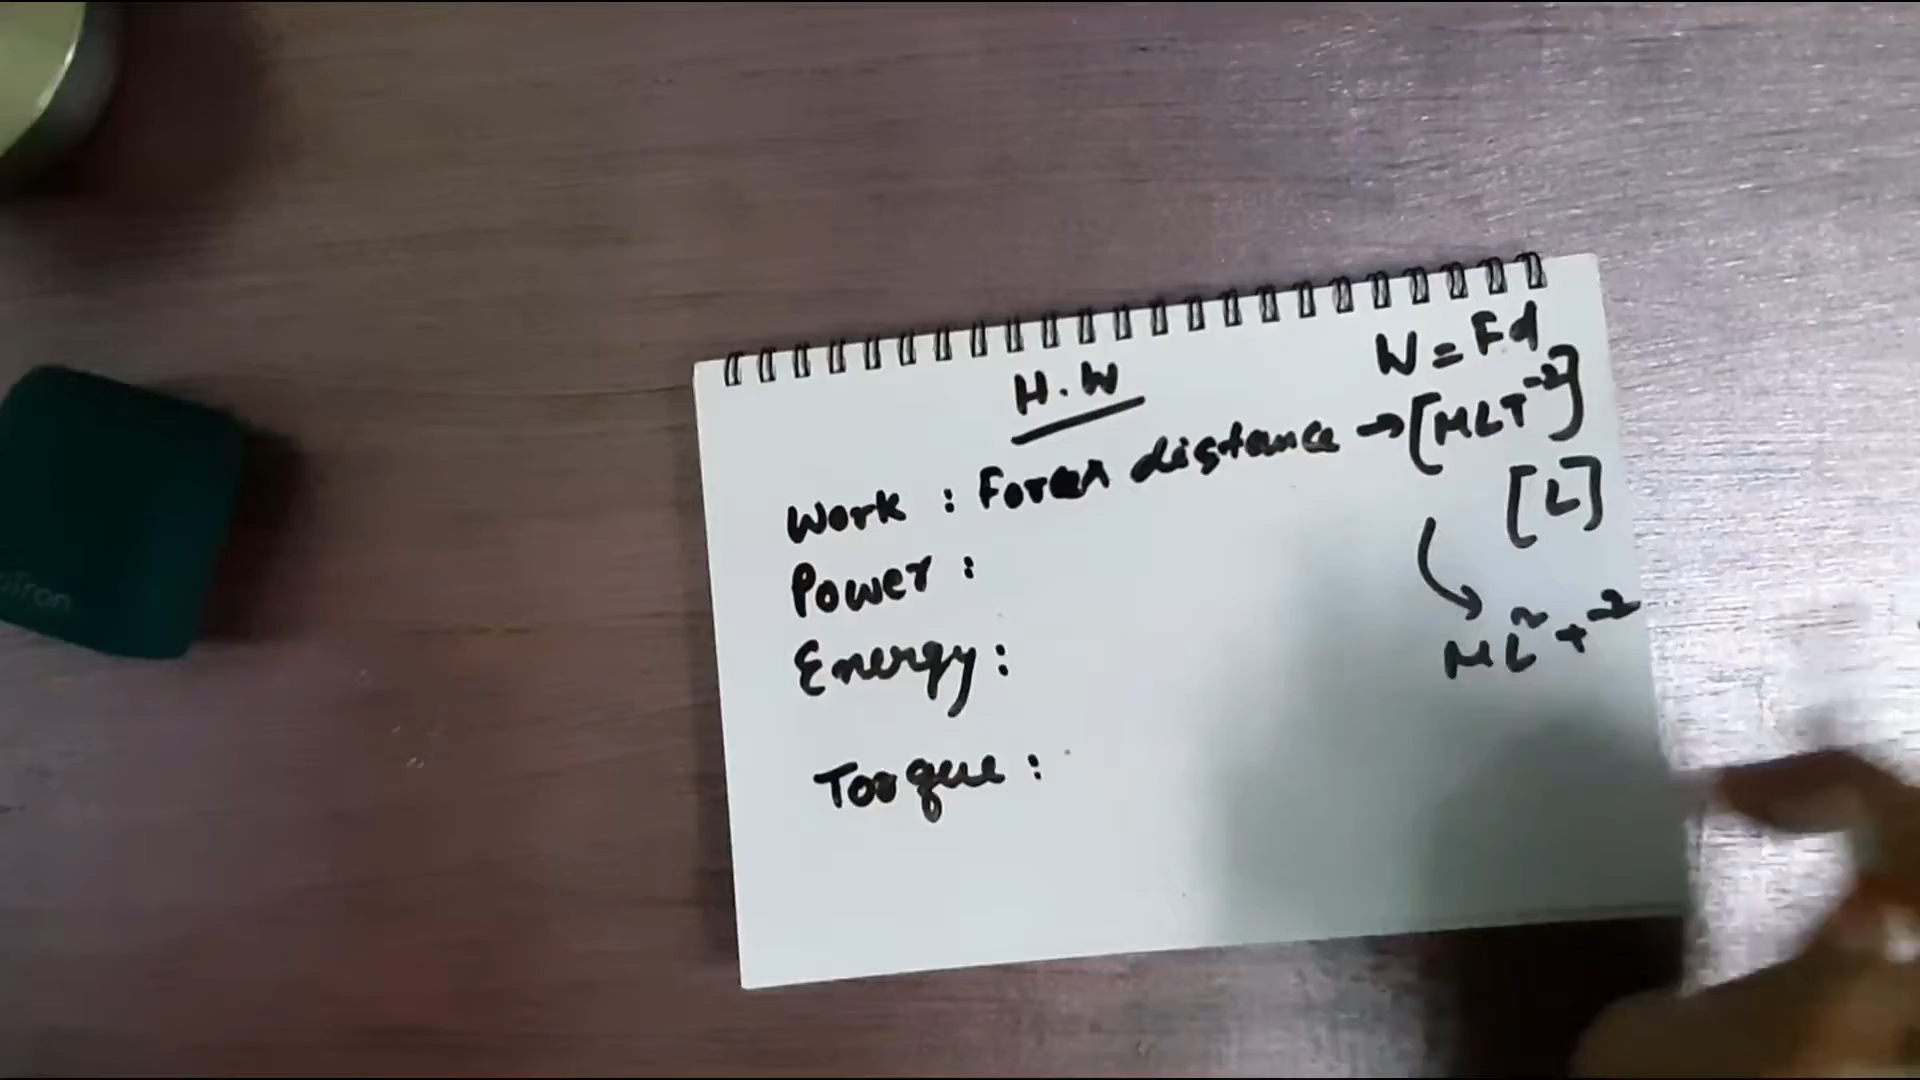 H.W
W = Fd
Work : Force x distance → [MLT⁻²]
[L]
Power :
ML²T⁻²
Energy :
Torque :